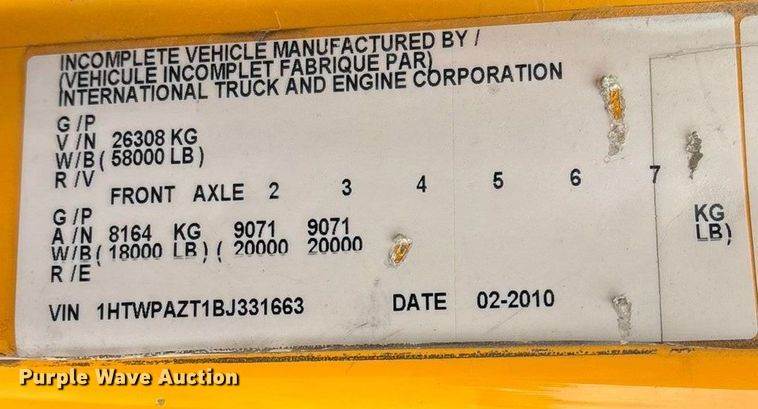 INCOMPLETE VEHICLE MANUFACTURED BY /
(VEHICULE INCOMPLET FABRIQUE PAR)
INTERNATIONAL TRUCK AND ENGINE CORPORATION
G /P
V /N 26308 KG
W/B ( 58000 LB )
R /V
FRONT AXLE 2 3 4 5 6 7
G /P
A /N 8164 KG 9071 9071 KG
W/B( 18000 LB) ( 20000 20000 LB)
R /E
VIN 1HTWPAZT1BJ331663 DATE 02-2010
Purple Wave Auction